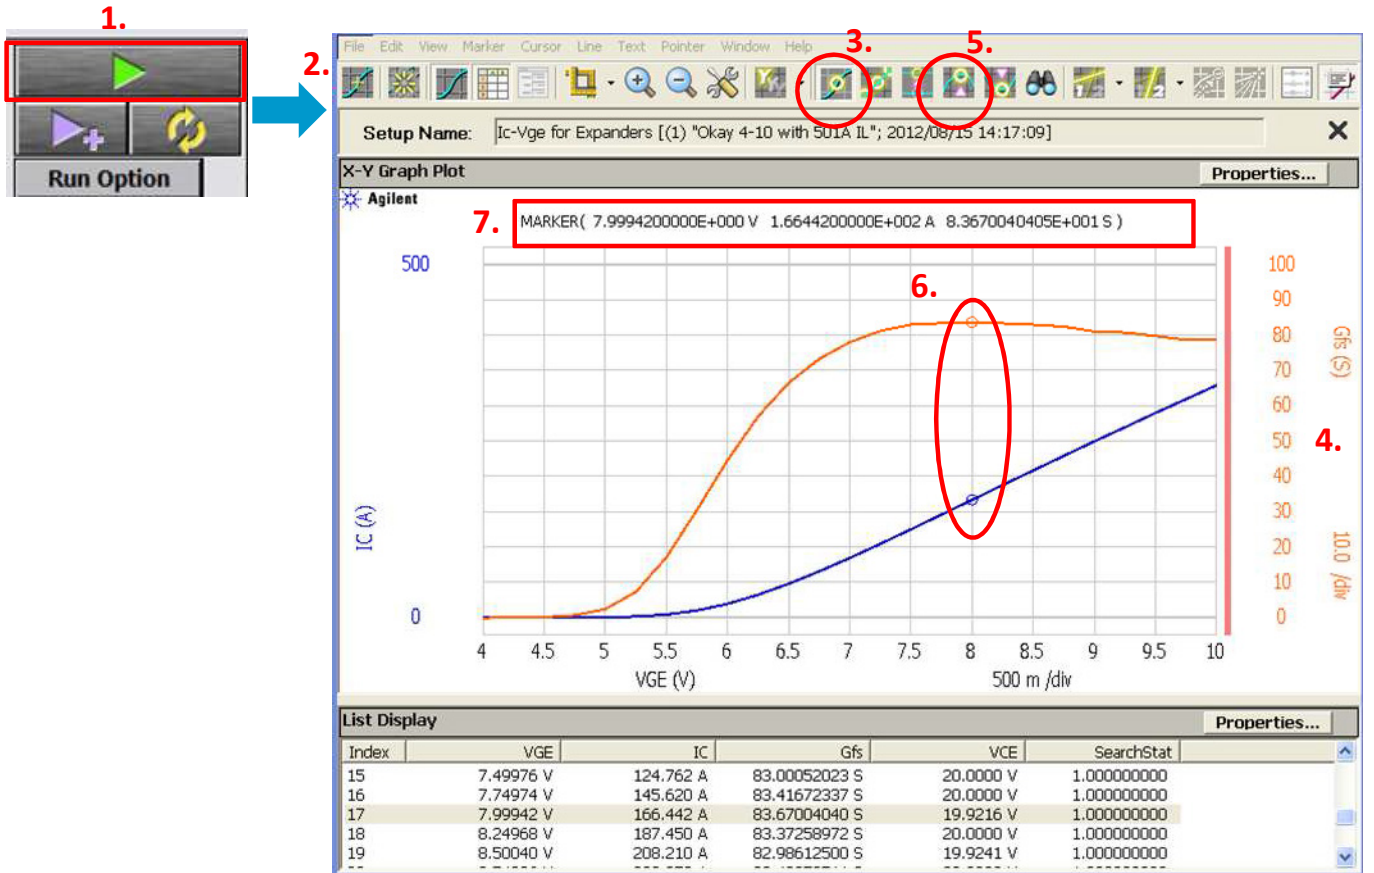 1.
2.
Run Option
File Edit View Marker Cursor Line Text Pointer Window Help
3.
5.
Setup Name: Ic-Vge for Expanders [(1) "Okay 4-10 with 501A IL"; 2012/08/15 14:17:09]
X-Y Graph Plot Properties...
Agilent
7.
MARKER( 7.9994200000E+000 V 1.6644200000E+002 A 8.3670040405E+001 S )
6.
500
0
IC (A)
100
90
80
70
60
50
40
30
20
10
0
Gfs (S)
10.0 /div
4.
4 4.5 5 5.5 6 6.5 7 7.5 8 8.5 9 9.5 10
VGE (V) 500 m /div
List Display Properties...
Index VGE IC Gfs VCE SearchStat
15 7.49976 V 124.762 A 83.00052023 S 20.0000 V 1.000000000
16 7.74974 V 145.620 A 83.41672337 S 20.0000 V 1.000000000
17 7.99942 V 166.442 A 83.67004040 S 19.9216 V 1.000000000
18 8.24968 V 187.450 A 83.37258972 S 20.0000 V 1.000000000
19 8.50040 V 208.210 A 82.98612500 S 19.9241 V 1.000000000